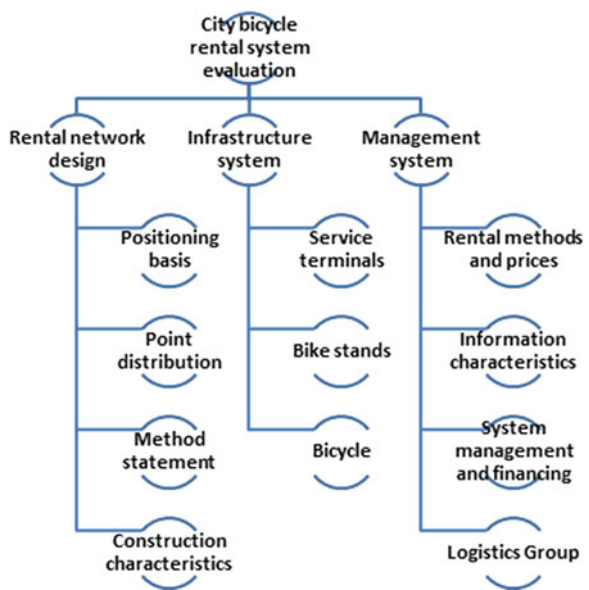 City bicycle
rental system
evaluation
Rental network
design
Infrastructure
system
Management
system
Positioning
basis
Service
terminals
Rental methods
and prices
Point
distribution
Bike stands
Information
characteristics
Method
statement
Bicycle
System
management
and financing
Construction
characteristics
Logistics Group